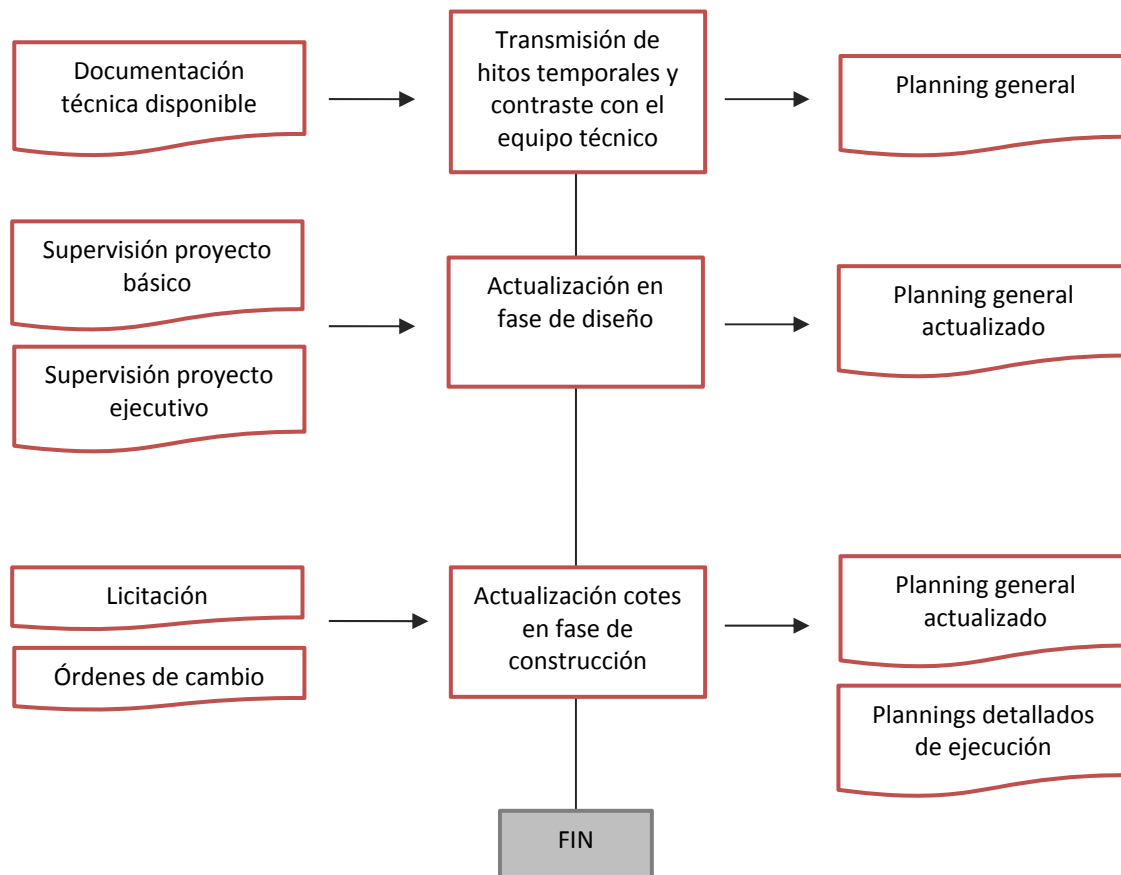 Documentación
técnica disponible
Transmisión de
hitos temporales y
contraste con el
equipo técnico
Planning general
Supervisión proyecto
básico
Supervisión proyecto
ejecutivo
Actualización en
fase de diseño
Planning general
actualizado
Licitación
Órdenes de cambio
Actualización cotes
en fase de
construcción
Planning general
actualizado
Plannings detallados
de ejecución
FIN